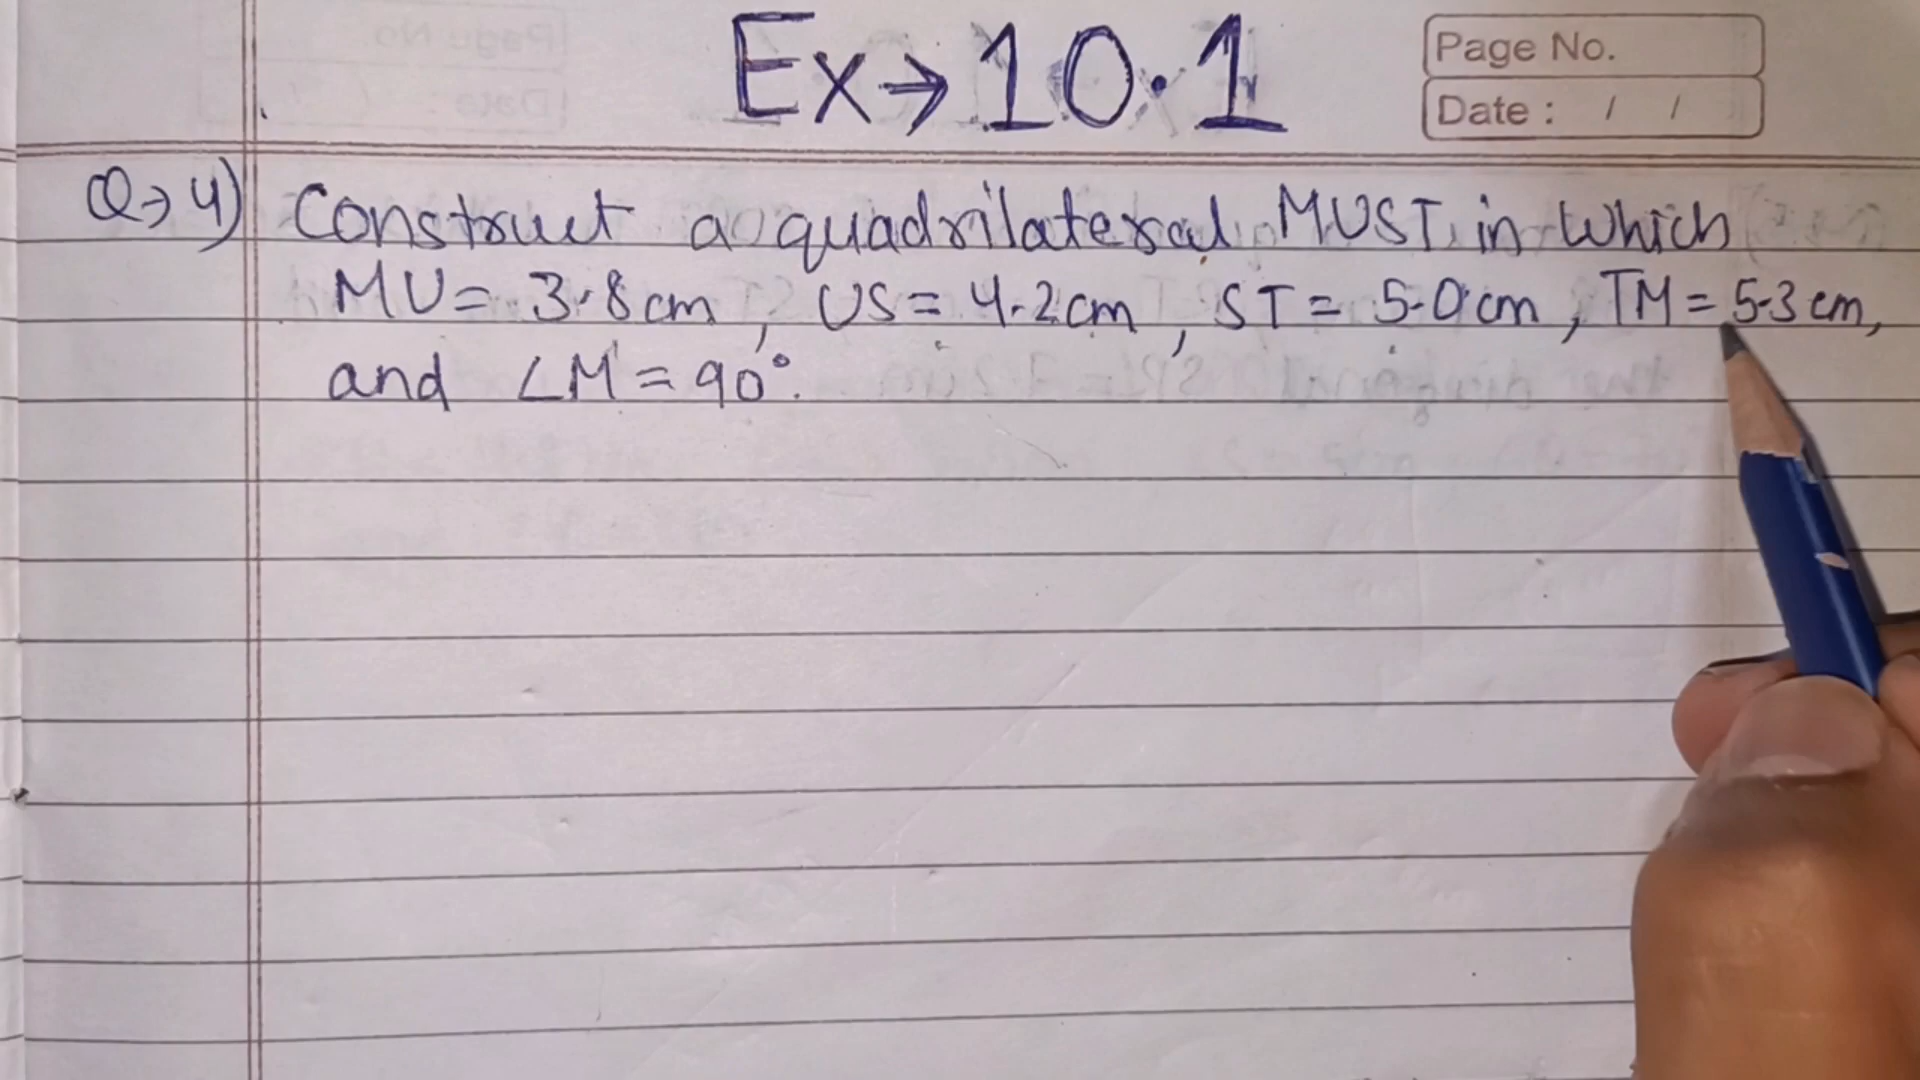 Ex→10.1
Page No.
Date : / /
Q→4) Construct a quadrilateral MUST in which
MU = 3.8 cm, US = 4.2 cm, ST = 5.0 cm, TM = 5.3 cm,
and ∠M = 90°.